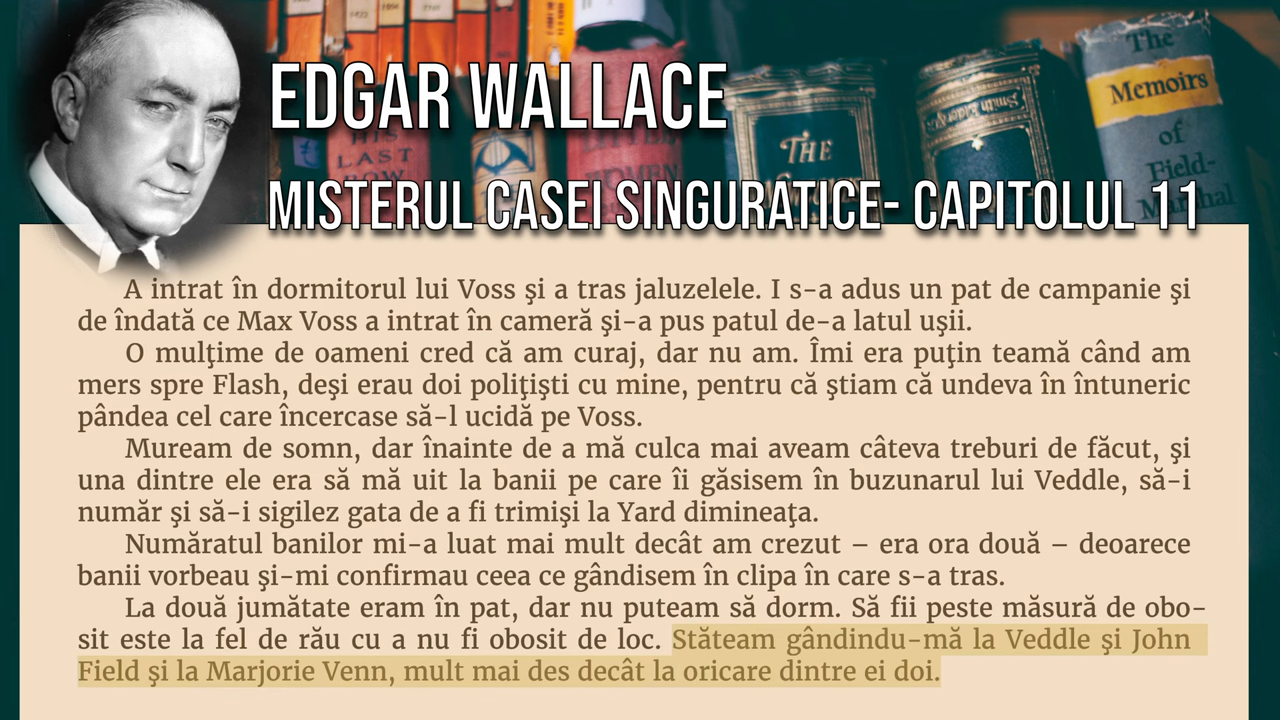 The
Memoirs
of
Field-
Marshal
HIS
LAST
BOW
THE
EDGAR WALLACE
MISTERUL CASEI SINGURATICE- CAPITOLUL 11
A intrat în dormitorul lui Voss şi a tras jaluzelele. I s-a adus un pat de campanie şi
de îndată ce Max Voss a intrat în cameră şi-a pus patul de-a latul uşii.
O mulţime de oameni cred că am curaj, dar nu am. Îmi era puţin teamă când am
mers spre Flash, deşi erau doi poliţişti cu mine, pentru că ştiam că undeva în întuneric
pândea cel care încercase să-l ucidă pe Voss.
Muream de somn, dar înainte de a mă culca mai aveam câteva treburi de făcut, şi
una dintre ele era să mă uit la banii pe care îi găsisem în buzunarul lui Veddle, să-i
număr şi să-i sigilez gata de a fi trimişi la Yard dimineaţa.
Număratul banilor mi-a luat mai mult decât am crezut – era ora două – deoarece
banii vorbeau şi-mi confirmau ceea ce gândisem în clipa în care s-a tras.
La două jumătate eram în pat, dar nu puteam să dorm. Să fii peste măsură de obo-
sit este la fel de rău cu a nu fi obosit de loc. Stăteam gândindu-mă la Veddle şi John
Field şi la Marjorie Venn, mult mai des decât la oricare dintre ei doi.